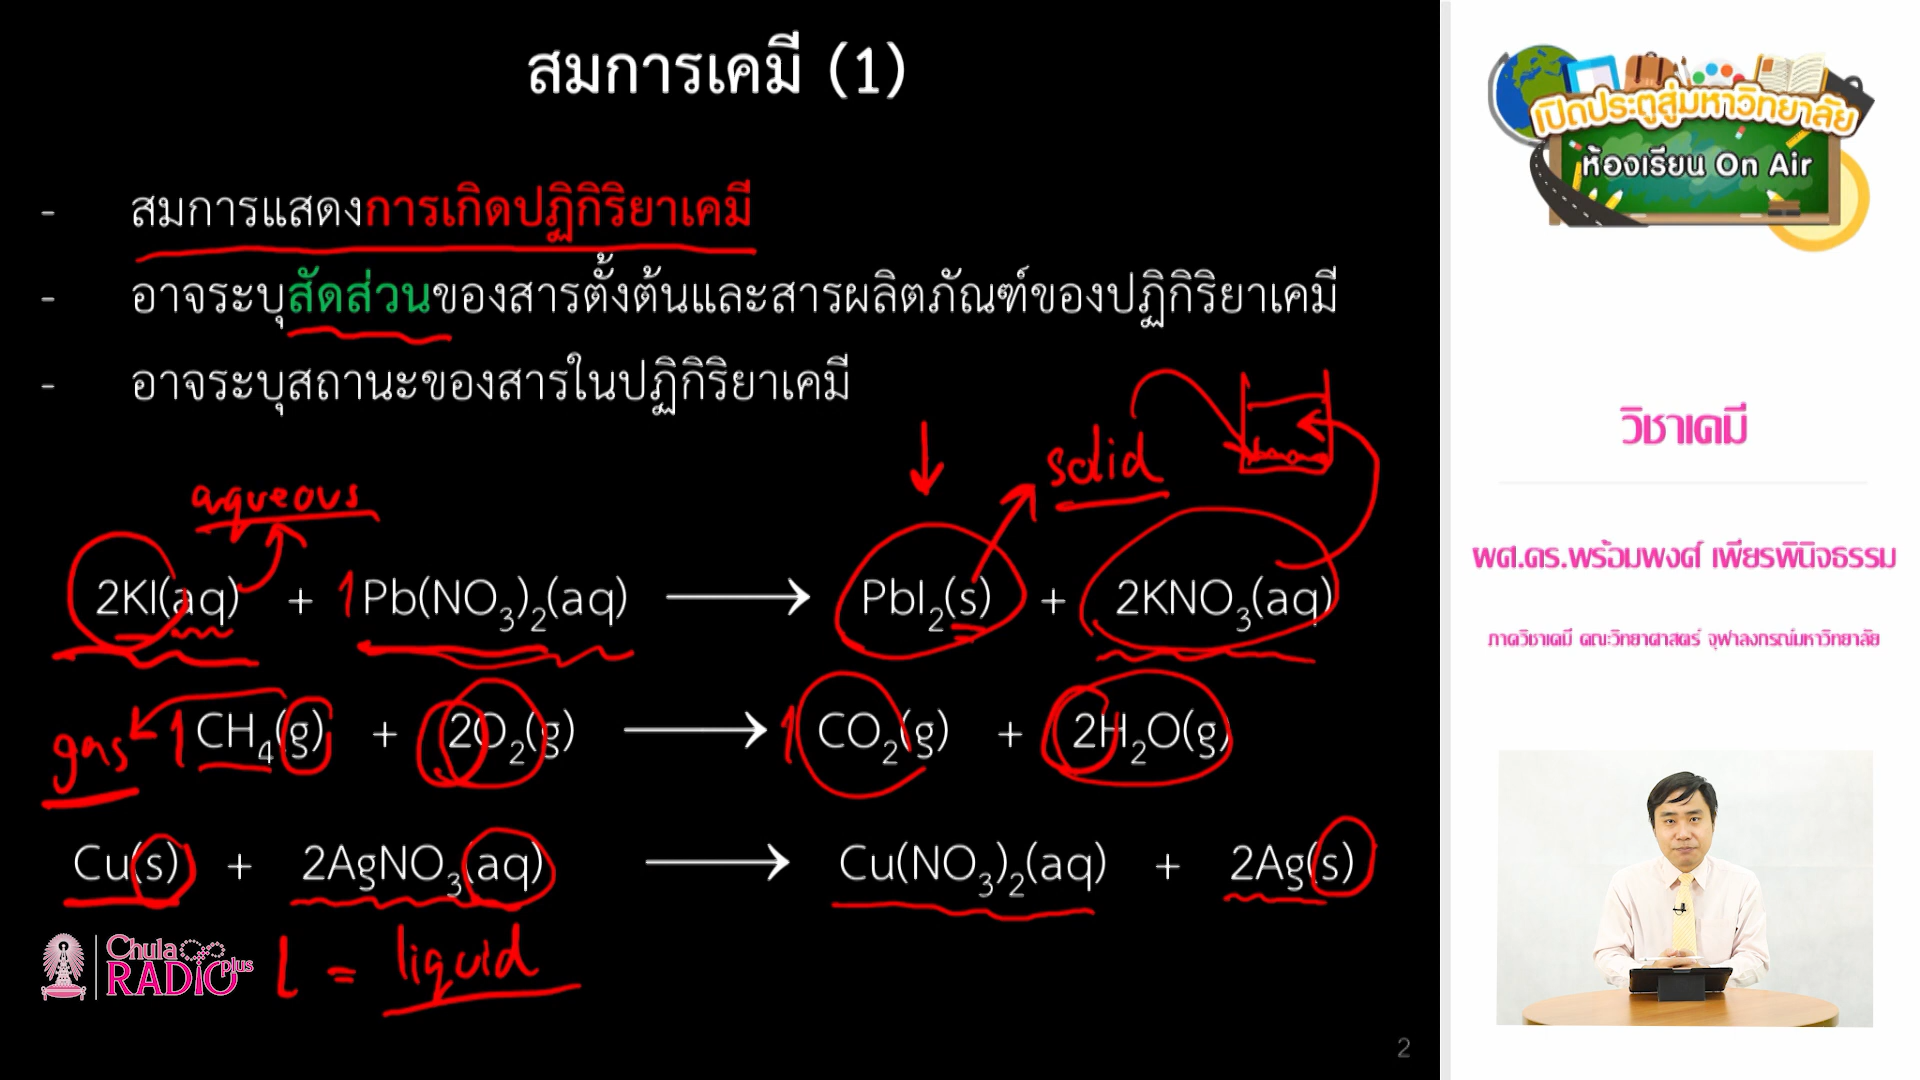 สมการเคมี (1)
- สมการแสดงการเกิดปฏิกิริยาเคมี
- อาจระบุสัดส่วนของสารตั้งต้นและสารผลิตภัณฑ์ของปฏิกิริยาเคมี
- อาจระบุสถานะของสารในปฏิกิริยาเคมี
solid
aqueous
2KI(aq) + 1 Pb(NO3)2(aq) ⟶ PbI2(s) + 2KNO3(aq)
gas 1 CH4(g) + 2O2(g) ⟶ 1 CO2(g) + 2H2O(g)
Cu(s) + 2AgNO3(aq) ⟶ Cu(NO3)2(aq) + 2Ag(s)
l = liquid
Chula
RADIO plus
2
เปิดประตูสู่มหาวิทยาลัย
ห้องเรียน On Air
วิชาเคมี
ผศ.ดร.พร้อมพงศ์ เพียรพินิจธรรม
ภาควิชาเคมี คณะวิทยาศาสตร์ จุฬาลงกรณ์มหาวิทยาลัย